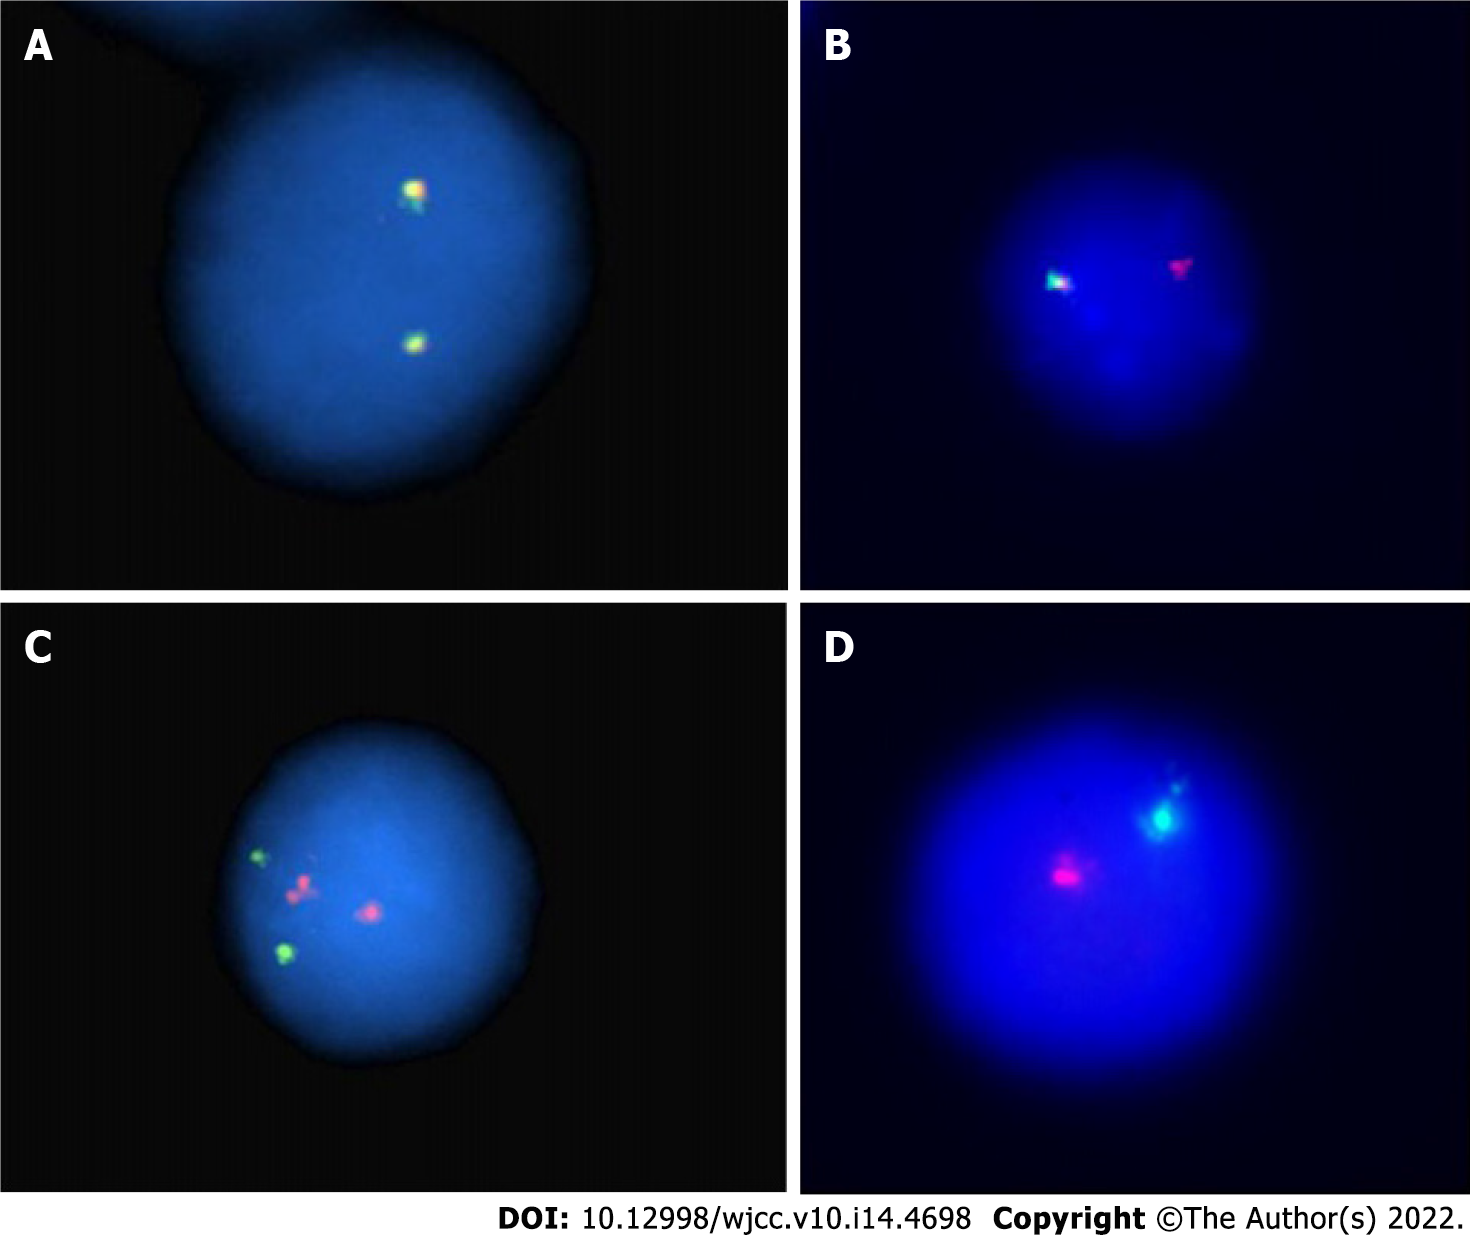 A
B
C
D
DOI: 10.12998/wjcc.v10.i14.4698 Copyright ©The Author(s) 2022.